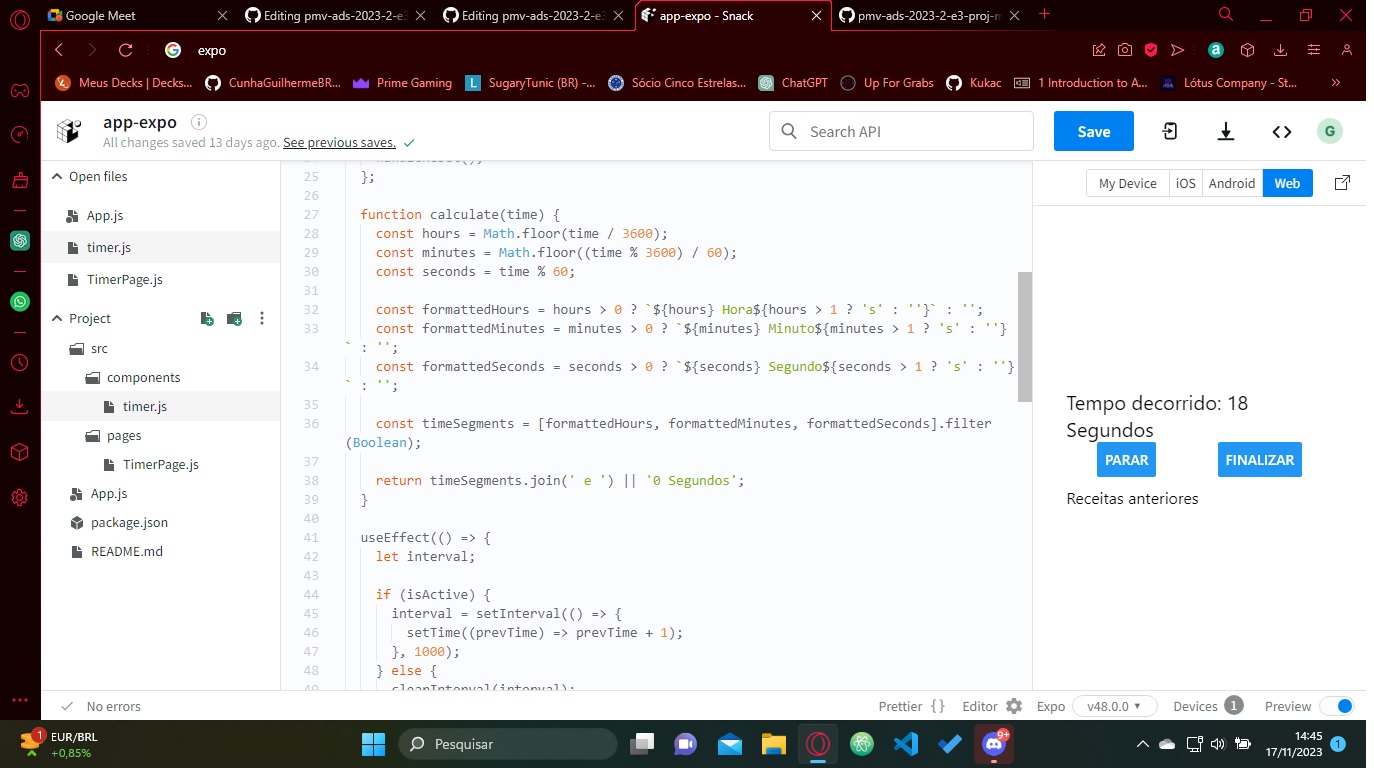 Google Meet
Editing pmv-ads-2023-2-e3
Editing pmv-ads-2023-2-e3
app-expo - Snack
pmv-ads-2023-2-e3-proj-m
expo
Meus Decks | Decks...
CunhaGuilhermeBR...
Prime Gaming
SugaryTunic (BR) -...
Sócio Cinco Estrelas...
ChatGPT
Up For Grabs
Kukac
1 Introduction to A...
Lótus Company - St...
app-expo
All changes saved 13 days ago. See previous saves.
Search API
Save
G
Open files
App.js
timer.js
TimerPage.js
Project
src
components
timer.js
pages
TimerPage.js
App.js
package.json
README.md
25 };
26
27 function calculate(time) {
28 const hours = Math.floor(time / 3600);
29 const minutes = Math.floor((time % 3600) / 60);
30 const seconds = time % 60;
31
32 const formattedHours = hours > 0 ? `${hours} Hora${hours > 1 ? 's' : ''}` : '';
33 const formattedMinutes = minutes > 0 ? `${minutes} Minuto${minutes > 1 ? 's' : ''}
` : '';
34 const formattedSeconds = seconds > 0 ? `${seconds} Segundo${seconds > 1 ? 's' : ''}
` : '';
35
36 const timeSegments = [formattedHours, formattedMinutes, formattedSeconds].filter
(Boolean);
37
38 return timeSegments.join(' e ') || '0 Segundos';
39 }
40
41 useEffect(() => {
42 let interval;
43
44 if (isActive) {
45 interval = setInterval(() => {
46 setTime((prevTime) => prevTime + 1);
47 }, 1000);
48 } else {
49 clearInterval(interval);
My Device
iOS
Android
Web
Tempo decorrido: 18
Segundos
PARAR
FINALIZAR
Receitas anteriores
No errors
Prettier {}
Editor
Expo
v48.0.0
Devices 1
Preview
1
EUR/BRL
+0,85%
Pesquisar
9+
14:45
17/11/2023
1